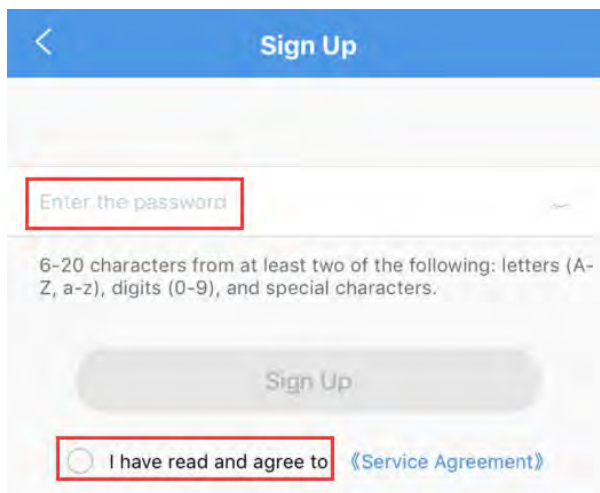 Sign Up
Enter the password
6-20 characters from at least two of the following: letters (A-
Z, a-z), digits (0-9), and special characters.
Sign Up
I have read and agree to 《Service Agreement》